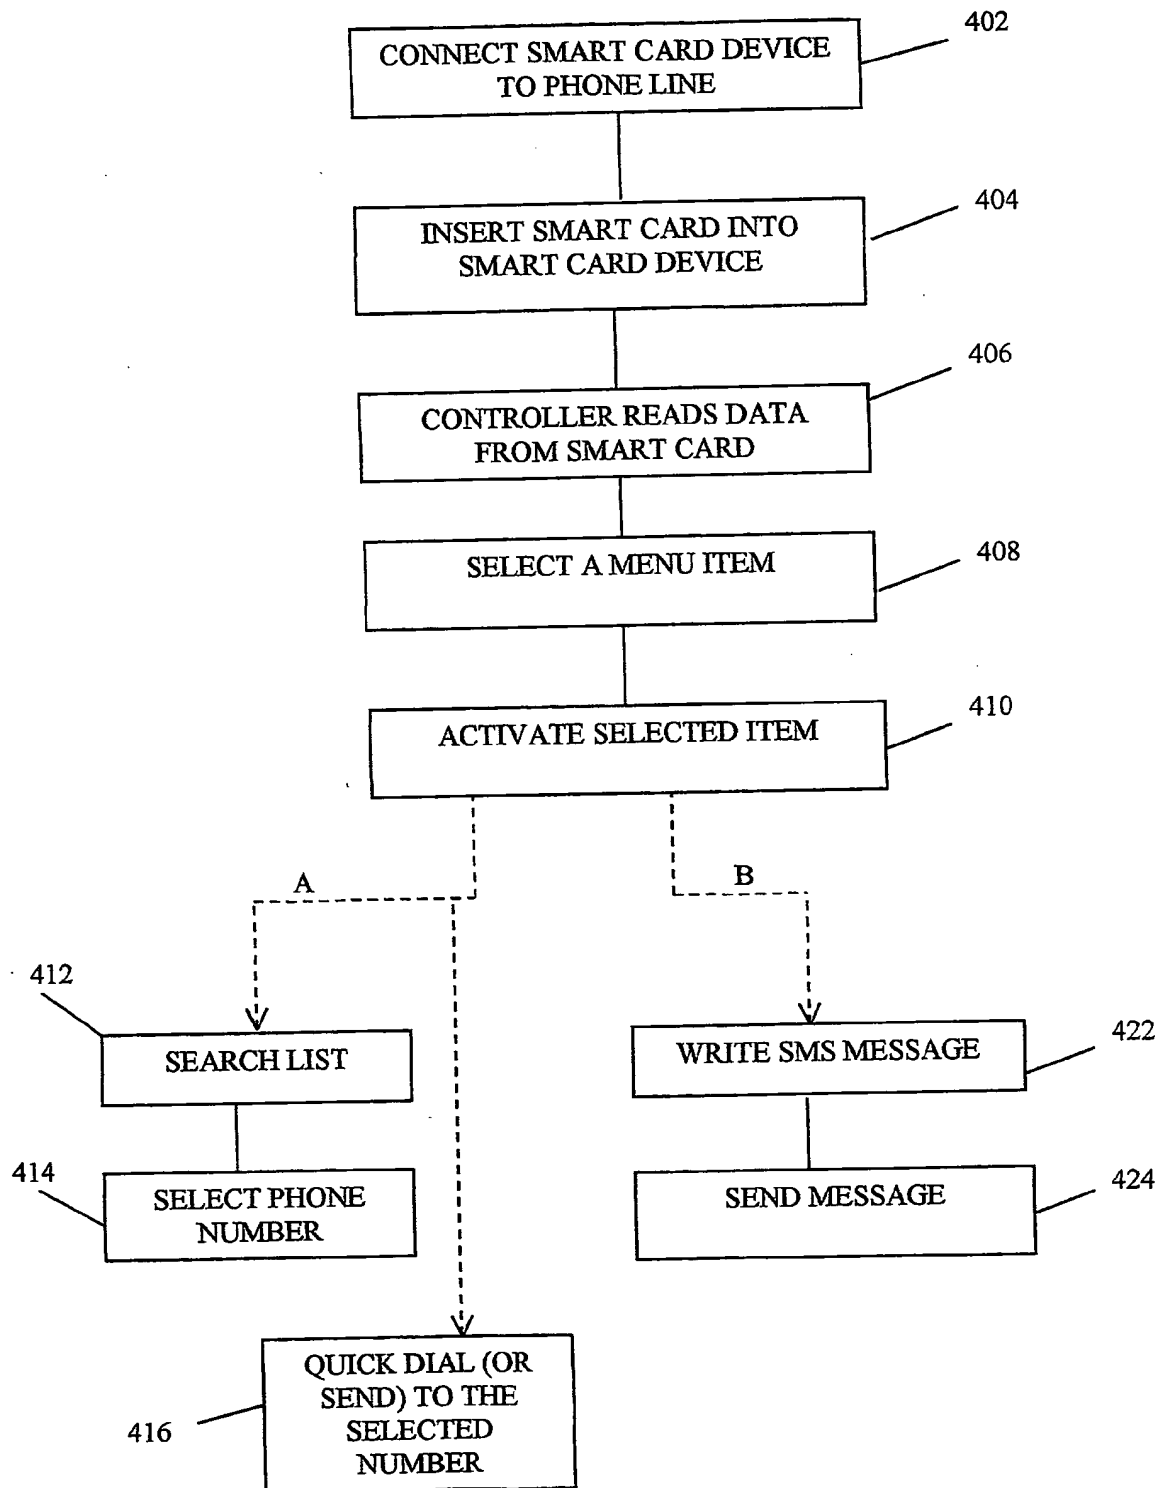 402
CONNECT SMART CARD DEVICE
TO PHONE LINE
404
INSERT SMART CARD INTO
SMART CARD DEVICE
406
CONTROLLER READS DATA
FROM SMART CARD
408
SELECT A MENU ITEM
410
ACTIVATE SELECTED ITEM
A
B
412
SEARCH LIST
422
WRITE SMS MESSAGE
414
SELECT PHONE
NUMBER
424
SEND MESSAGE
416
QUICK DIAL (OR
SEND) TO THE
SELECTED
NUMBER